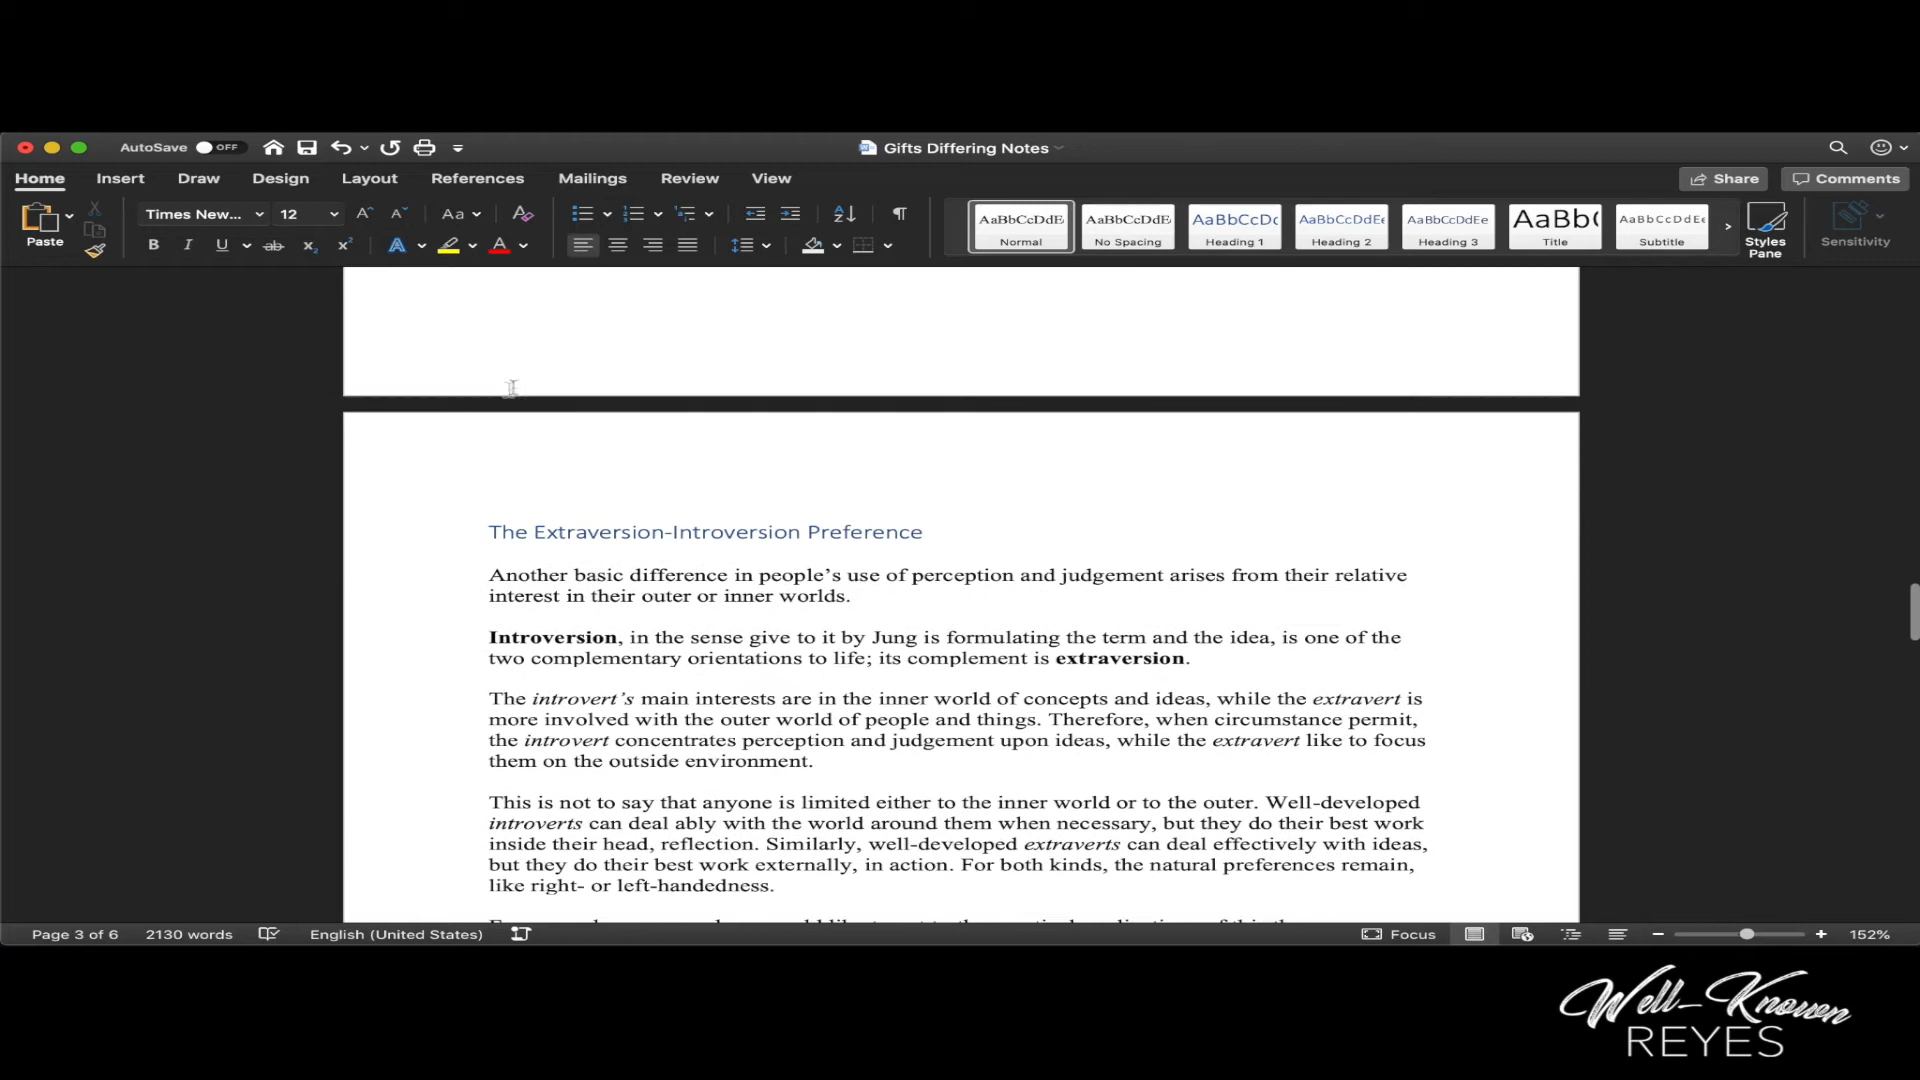 AutoSave OFF
Gifts Differing Notes
Home Insert Draw Design Layout References Mailings Review View
Share Comments
Paste
Times New... 12 Aa
B I U ab x₂ x² A A
AaBbCcDdE AaBbCcDdE AaBbCcDc AaBbCcDdEe AaBbCcDdEe AaBb( AaBbCcDdEe
Normal No Spacing Heading 1 Heading 2 Heading 3 Title Subtitle
Styles
Pane
Sensitivity
The Extraversion-Introversion Preference
Another basic difference in people’s use of perception and judgement arises from their relative
interest in their outer or inner worlds.
Introversion, in the sense give to it by Jung is formulating the term and the idea, is one of the
two complementary orientations to life; its complement is extraversion.
The introvert’s main interests are in the inner world of concepts and ideas, while the extravert is
more involved with the outer world of people and things. Therefore, when circumstance permit,
the introvert concentrates perception and judgement upon ideas, while the extravert like to focus
them on the outside environment.
This is not to say that anyone is limited either to the inner world or to the outer. Well-developed
introverts can deal ably with the world around them when necessary, but they do their best work
inside their head, reflection. Similarly, well-developed extraverts can deal effectively with ideas,
but they do their best work externally, in action. For both kinds, the natural preferences remain,
like right- or left-handedness.
Page 3 of 6 2130 words English (United States)
Focus 152%
Well-Known
REYES